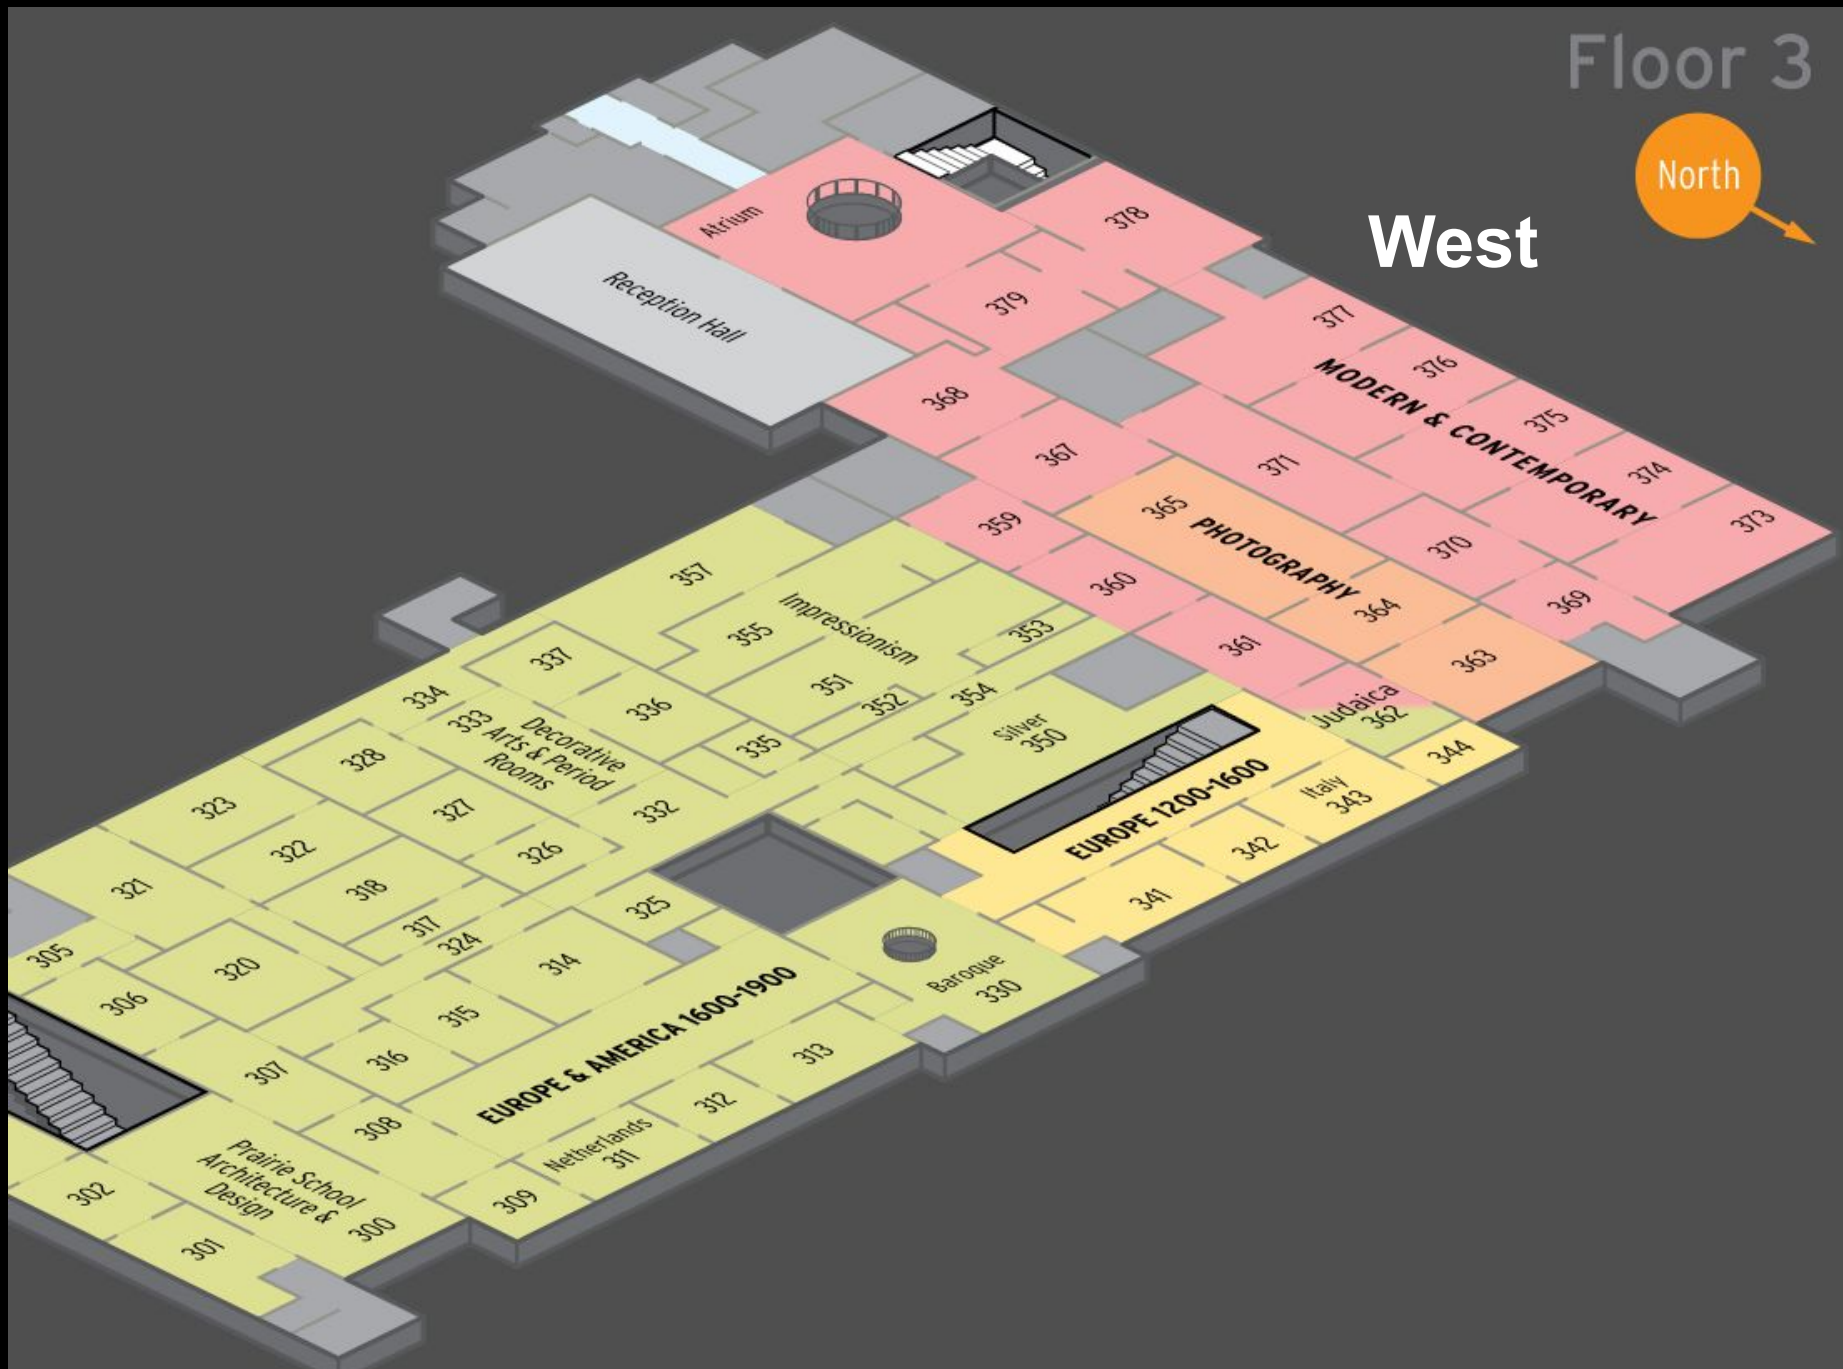 Floor 3
North
West
Atrium
Reception Hall
378
379
377
376
375
374
373
MODERN & CONTEMPORARY
368
367
371
370
369
365
PHOTOGRAPHY
364
363
359
360
361
Judaica
362
357
355
Impressionism
353
351
352
354
Silver
350
337
336
335
334
333
Decorative
Arts & Period
Rooms
332
328
327
326
323
322
321
318
317
324
325
320
314
315
316
305
306
307
308
EUROPE 1200-1600
344
Italy
343
342
341
Baroque
330
EUROPE & AMERICA 1600-1900
313
312
Netherlands
311
309
Prairie School
Architecture &
Design
300
302
301